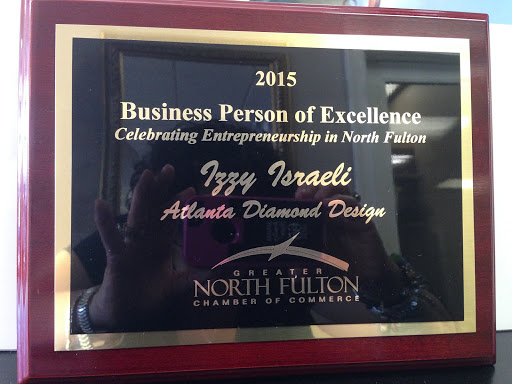 2015
Business Person of Excellence
Celebrating Entrepreneurship in North Fulton
Izzy Israeli
Atlanta Diamond Design
GREATER
NORTH FULTON
CHAMBER OF COMMERCE